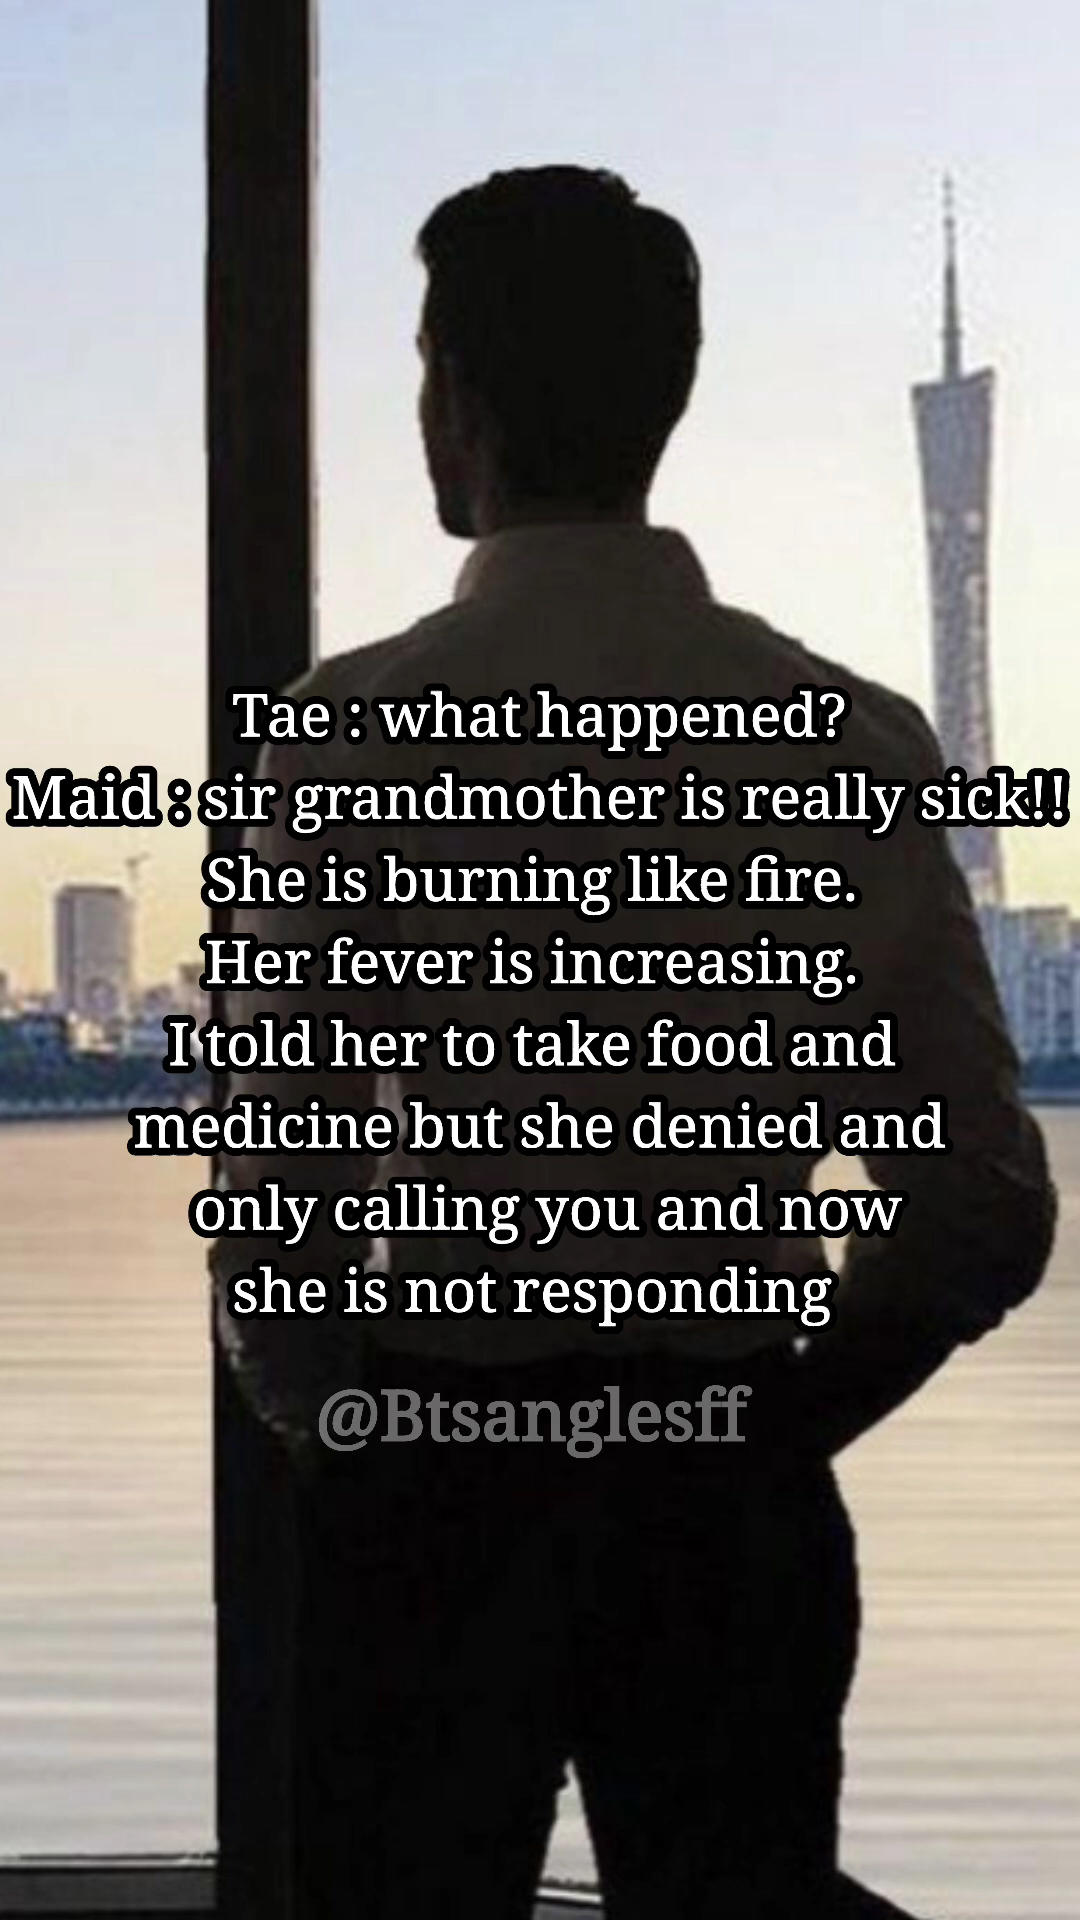 Tae : what happened?
Maid : sir grandmother is really sick!!
She is burning like fire.
Her fever is increasing.
I told her to take food and
medicine but she denied and
only calling you and now
she is not responding
@Btsanglesff